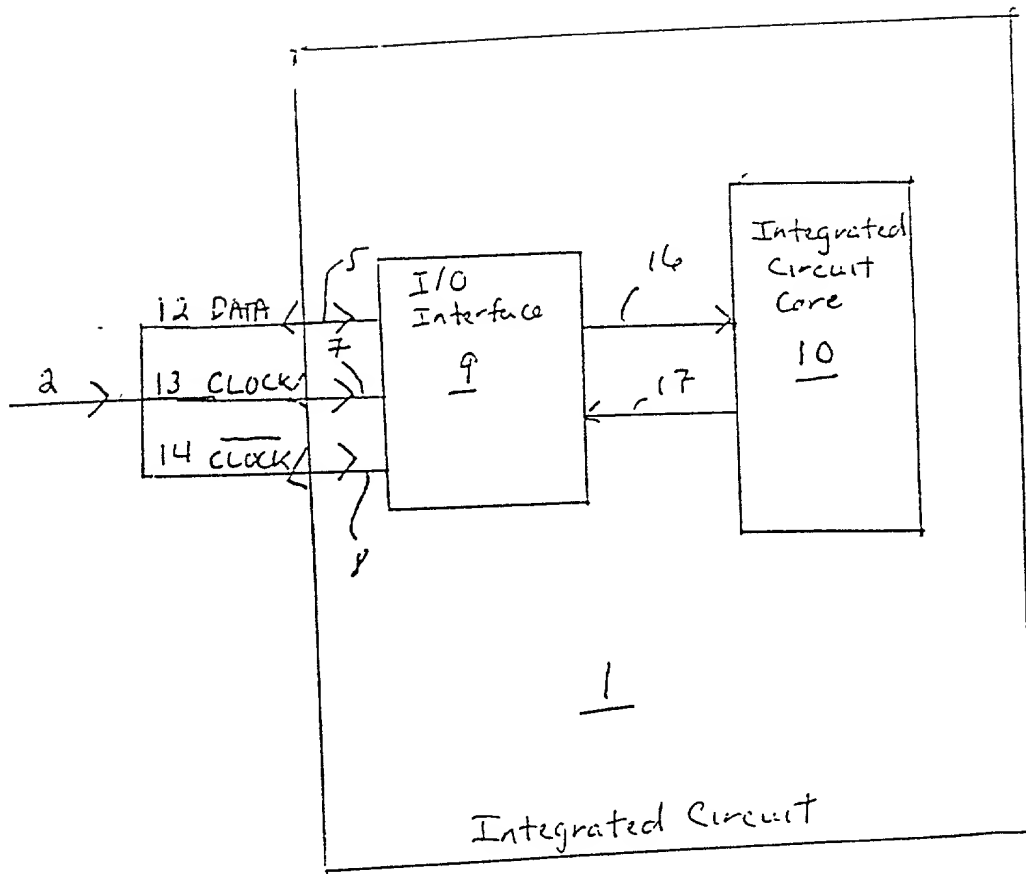 5
I/O
Interface
9
16
Integrated
Circuit
Core
10
12 DATA
7
2
13 CLOCK
17
14 C̅L̅O̅C̅K̅
8
1
Integrated Circuit